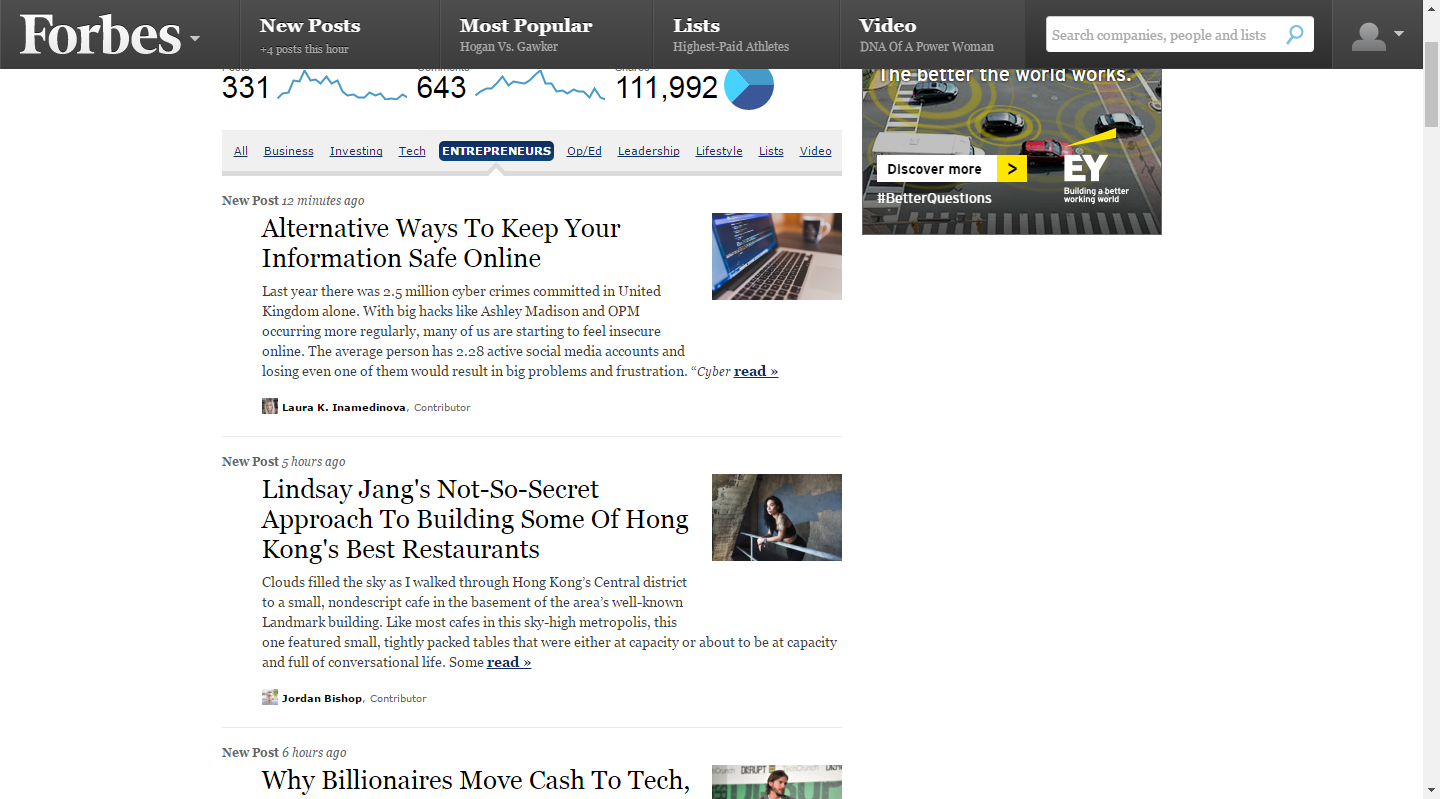 Forbes
New Posts
+4 posts this hour
Most Popular
Hogan Vs. Gawker
Lists
Highest-Paid Athletes
Video
DNA Of A Power Woman
Search companies, people and lists
331
643
111,992
The better the world works.
Discover more >
#BetterQuestions
EY
Building a better
working world
All Business Investing Tech ENTREPRENEURS Op/Ed Leadership Lifestyle Lists Video
New Post 12 minutes ago
Alternative Ways To Keep Your
Information Safe Online
Last year there was 2.5 million cyber crimes committed in United
Kingdom alone. With big hacks like Ashley Madison and OPM
occurring more regularly, many of us are starting to feel insecure
online. The average person has 2.28 active social media accounts and
losing even one of them would result in big problems and frustration. “Cyber read »
Laura K. Inamedinova, Contributor
New Post 5 hours ago
Lindsay Jang's Not-So-Secret
Approach To Building Some Of Hong
Kong's Best Restaurants
Clouds filled the sky as I walked through Hong Kong’s Central district
to a small, nondescript cafe in the basement of the area’s well-known
Landmark building. Like most cafes in this sky-high metropolis, this
one featured small, tightly packed tables that were either at capacity or about to be at capacity
and full of conversational life. Some read »
Jordan Bishop, Contributor
New Post 6 hours ago
Why Billionaires Move Cash To Tech,
DISRUPT